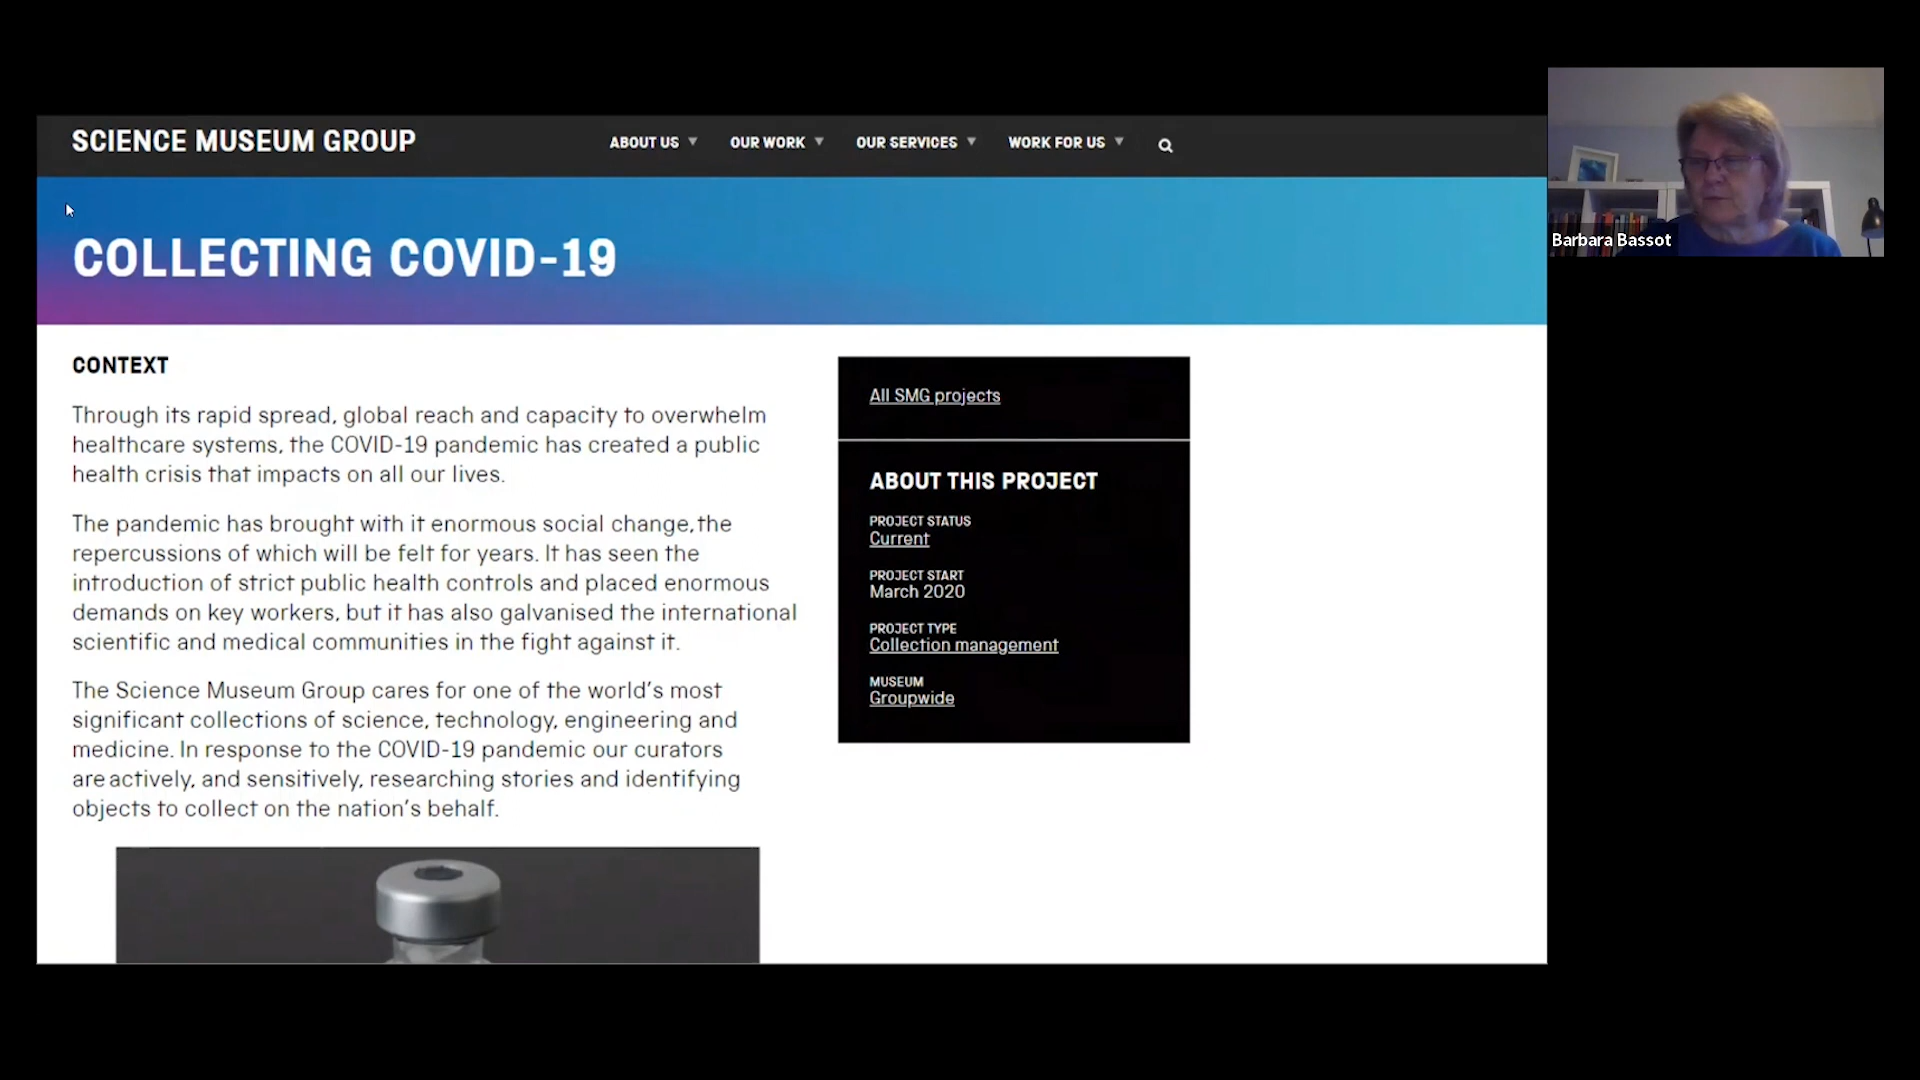 SCIENCE MUSEUM GROUP
ABOUT US
OUR WORK
OUR SERVICES
WORK FOR US
COLLECTING COVID-19
CONTEXT
Through its rapid spread, global reach and capacity to overwhelm
healthcare systems, the COVID-19 pandemic has created a public
health crisis that impacts on all our lives.
The pandemic has brought with it enormous social change, the
repercussions of which will be felt for years. It has seen the
introduction of strict public health controls and placed enormous
demands on key workers, but it has also galvanised the international
scientific and medical communities in the fight against it.
The Science Museum Group cares for one of the world's most
significant collections of science, technology, engineering and
medicine. In response to the COVID-19 pandemic our curators
are actively, and sensitively, researching stories and identifying
objects to collect on the nation's behalf.
All SMG projects
ABOUT THIS PROJECT
PROJECT STATUS
Current
PROJECT START
March 2020
PROJECT TYPE
Collection management
MUSEUM
Groupwide
Barbara Bassot